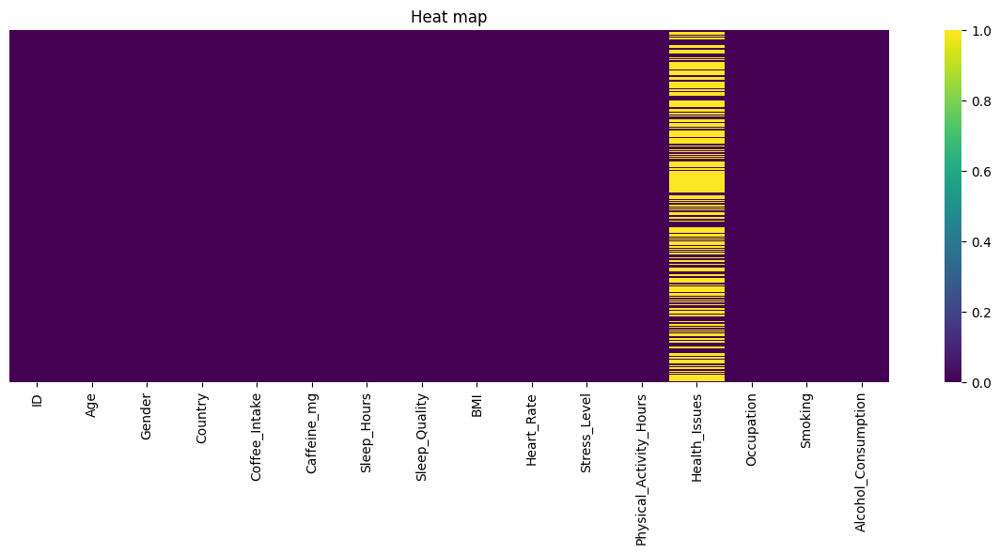 Heat map
1.0
0.8
0.6
0.4
0.2
0.0
ID
Age
Gender
Country
Coffee_Intake
Caffeine_mg
Sleep_Hours
Sleep_Quality
BMI
Heart_Rate
Stress_Level
Physical_Activity_Hours
Health_Issues
Occupation
Smoking
Alcohol_Consumption